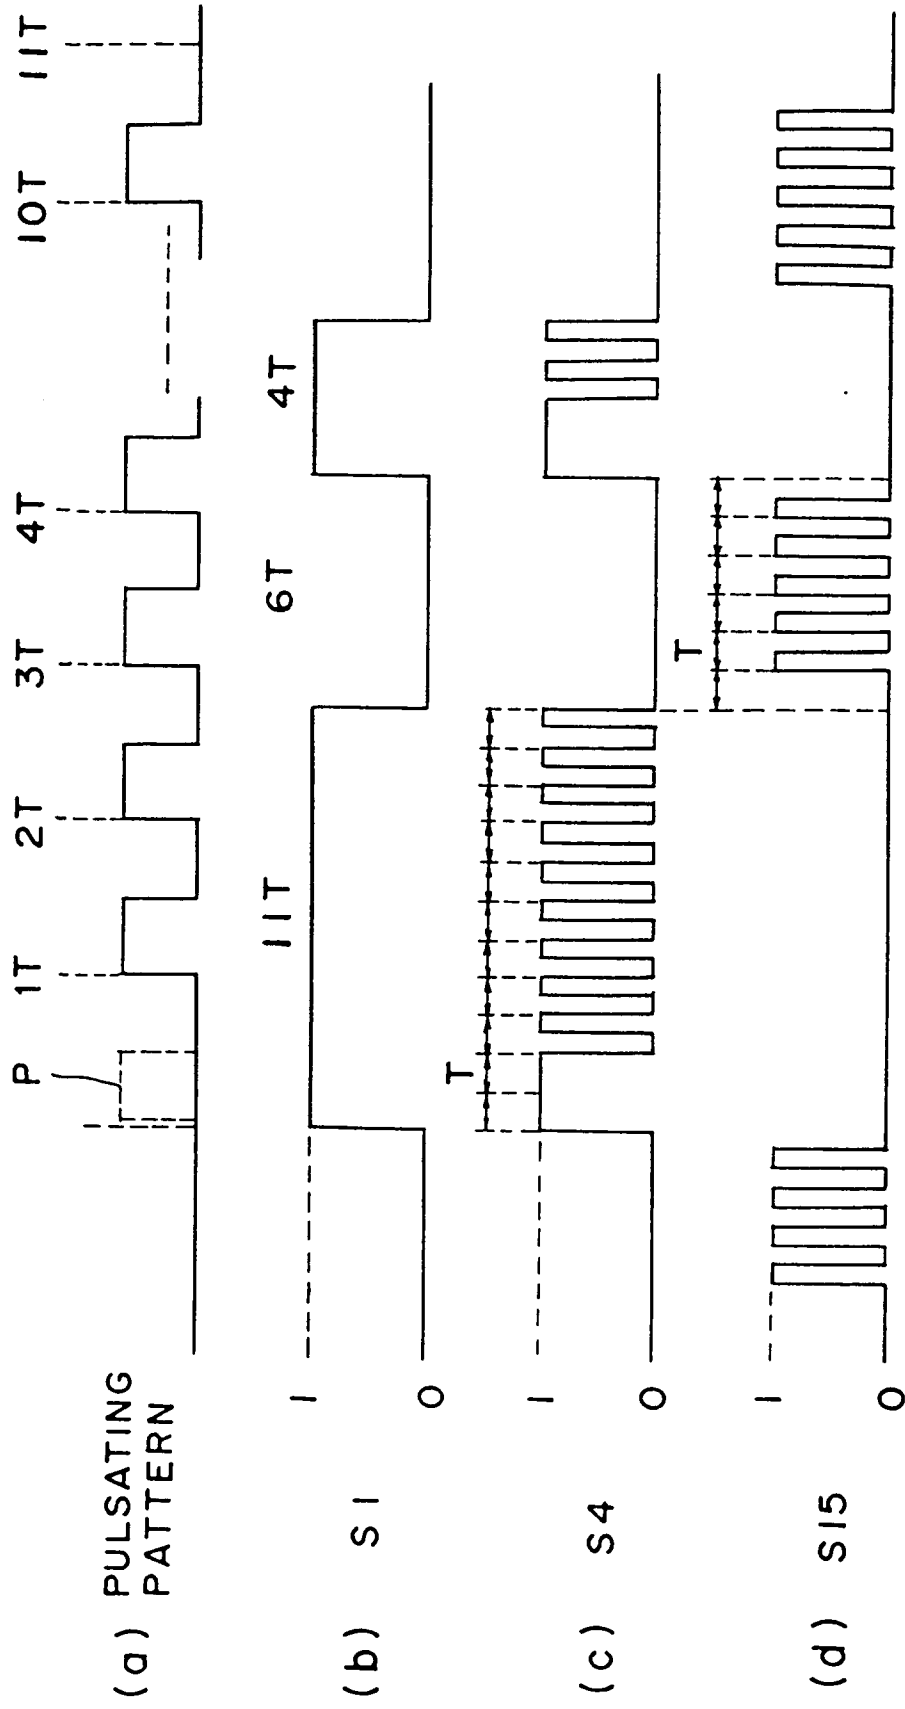 (a) PULSATING
PATTERN
P 1T 2T 3T 4T 10T 11T
(b) S1
1
0
11T 6T 4T
(c) S4
1
0
T
(d) S15
1
0
T